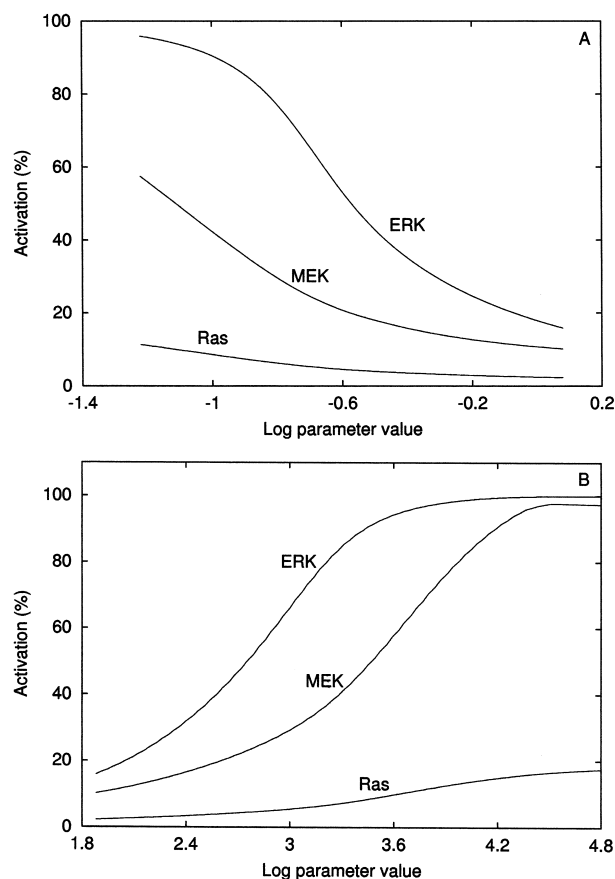 A
100
80
60
40
20
0
Activation (%)
ERK
MEK
Ras
-1.4 -1 -0.6 -0.2 0.2
Log parameter value
B
100
80
60
40
20
0
Activation (%)
ERK
MEK
Ras
1.8 2.4 3 3.6 4.2 4.8
Log parameter value